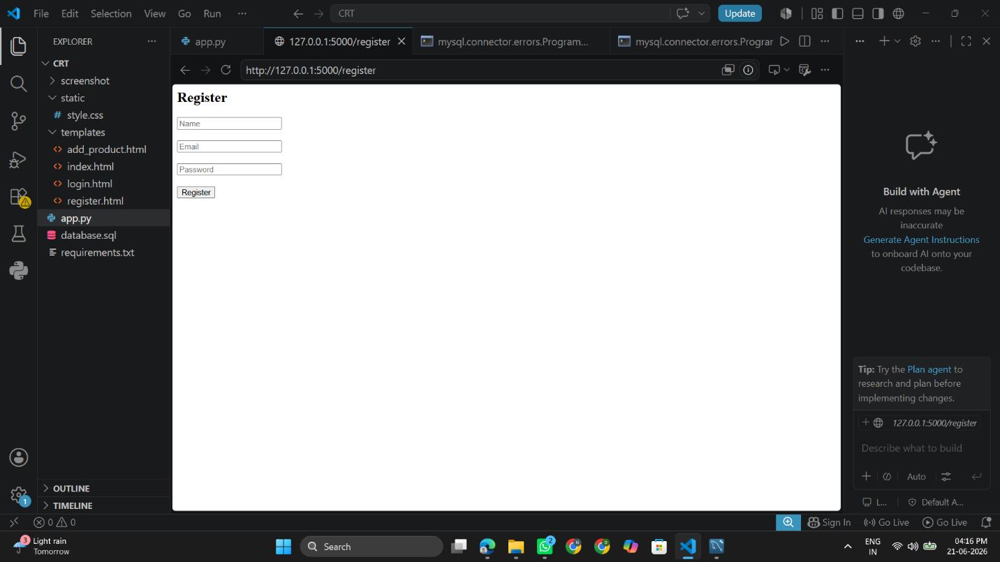 File Edit Selection View Go Run ···
CRT
Update
EXPLORER
CRT
screenshot
static
# style.css
templates
<> add_product.html
<> index.html
<> login.html
<> register.html
app.py
database.sql
requirements.txt
OUTLINE
TIMELINE
app.py
127.0.0.1:5000/register
mysql.connector.errors.Program...
mysql.connector.errors.Prograr
http://127.0.0.1:5000/register
Register
Name
Email
Password
Register
Build with Agent
AI responses may be
inaccurate
Generate Agent Instructions
to onboard AI onto your
codebase.
Tip: Try the Plan agent to
research and plan before
implementing changes.
127.0.0.1:5000/register
Describe what to build
Auto
L...
Default A...
1
0 0
Sign In
Go Live
Go Live
3
Light rain
Tomorrow
Search
2
N
D
ENG
IN
04:16 PM
21-06-2026